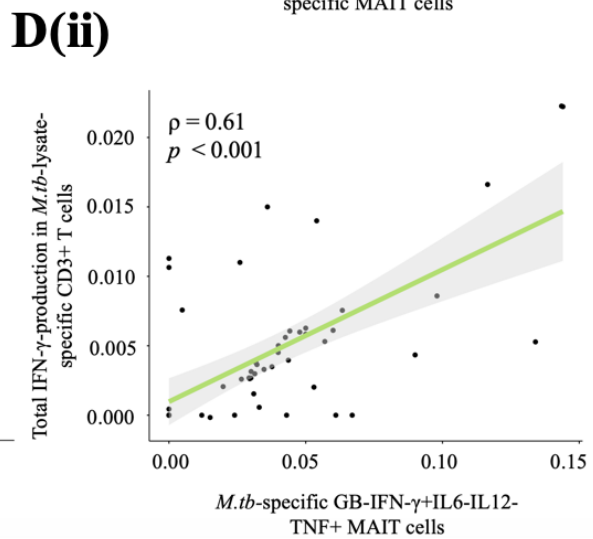 specific MAIT cells
D(ii)
Total IFN-γ-production in M.tb-lysate-
specific CD3+ T cells
ρ = 0.61
p < 0.001
0.020
0.015
0.010
0.005
0.000
0.00 0.05 0.10 0.15
M.tb-specific GB-IFN-γ+IL6-IL12-
TNF+ MAIT cells